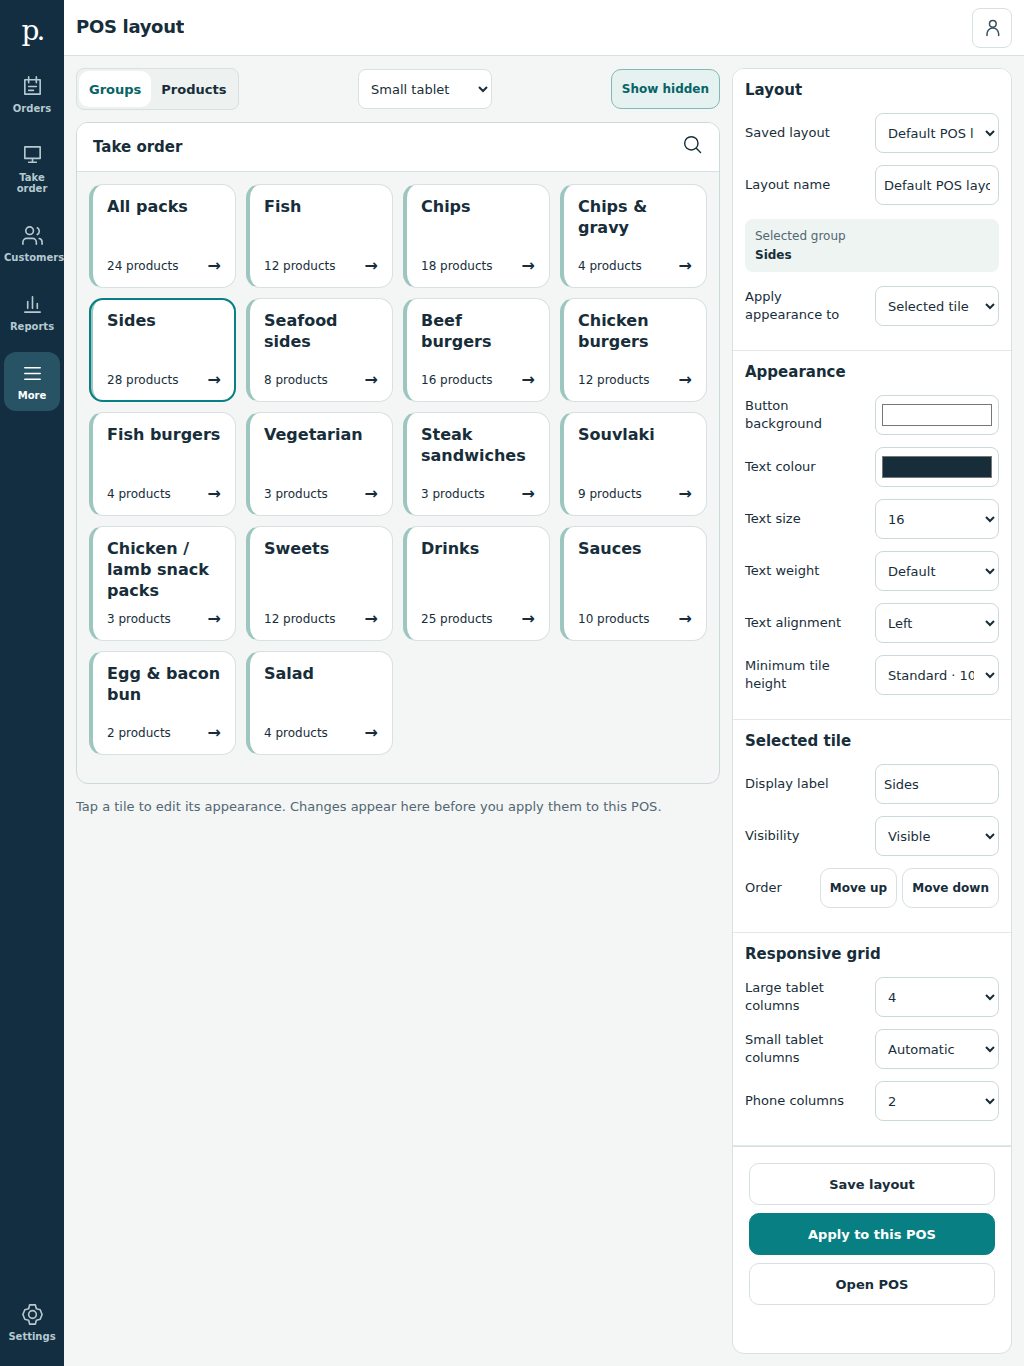 p.
POS layout
Orders
Take
order
Customers
Reports
More
Settings
Groups
Products
Small tablet
Show hidden
Take order
All packs
24 products →
Fish
12 products →
Chips
18 products →
Chips &
gravy
4 products →
Sides
28 products →
Seafood
sides
8 products →
Beef
burgers
16 products →
Chicken
burgers
12 products →
Fish burgers
4 products →
Vegetarian
3 products →
Steak
sandwiches
3 products →
Souvlaki
9 products →
Chicken /
lamb snack
packs
3 products →
Sweets
12 products →
Drinks
25 products →
Sauces
10 products →
Egg & bacon
bun
2 products →
Salad
4 products →
Tap a tile to edit its appearance. Changes appear here before you apply them to this POS.
Layout
Saved layout
Default POS l
Layout name
Default POS layo
Selected group
Sides
Apply
appearance to
Selected tile
Appearance
Button
background
Text colour
Text size
16
Text weight
Default
Text alignment
Left
Minimum tile
height
Standard · 10
Selected tile
Display label
Sides
Visibility
Visible
Order
Move up
Move down
Responsive grid
Large tablet
columns
4
Small tablet
columns
Automatic
Phone columns
2
Save layout
Apply to this POS
Open POS